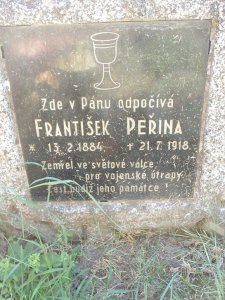 Zde v Pánu odpočívá
FRANTIŠEK PEŘINA
* 13.2.1884 + 21.7.1918
Zemřel ve světové válce
pro vojenské útrapy
Čest budiž jeho památce !